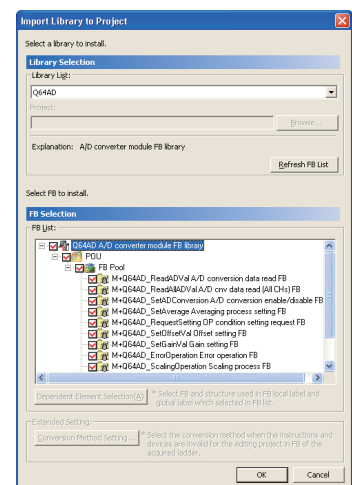 Import Library to Project
Select a library to install.
Library Selection
Library List:
Q64AD
Project:
Browse...
Explanation: A/D converter module FB library
Refresh FB List
Select FB to install.
FB Selection
FB List:
Q64AD A/D converter module FB library
POU
FB Pool
M+Q64AD_ReadADVal A/D conversion data read FB
M+Q64AD_ReadAllADVal A/D cnv data read (All CHs) FB
M+Q64AD_SetADConversion A/D conversion enable/disable FB
M+Q64AD_SetAverage Averaging process setting FB
M+Q64AD_RequestSetting OP condition setting request FB
M+Q64AD_SetOffsetVal Offset setting FB
M+Q64AD_SetGainVal Gain setting FB
M+Q64AD_ErrorOperation Error operation FB
M+Q64AD_ScalingOperation Scaling process FB
Dependent Element Selection(A)
* Select FB and structure used in FB local label and
global label which selected in FB list.
Extended Setting:
Conversion Method Setting...
* Select the conversion method when the instructions and
devices are invalid for the editing project in FB of the
acquired ladder.
OK
Cancel